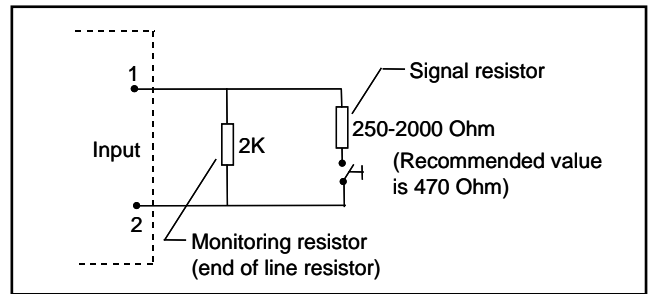 1
Signal resistor
250-2000 Ohm
Input
2K
(Recommended value
is 470 Ohm)
2
Monitoring resistor
(end of line resistor)